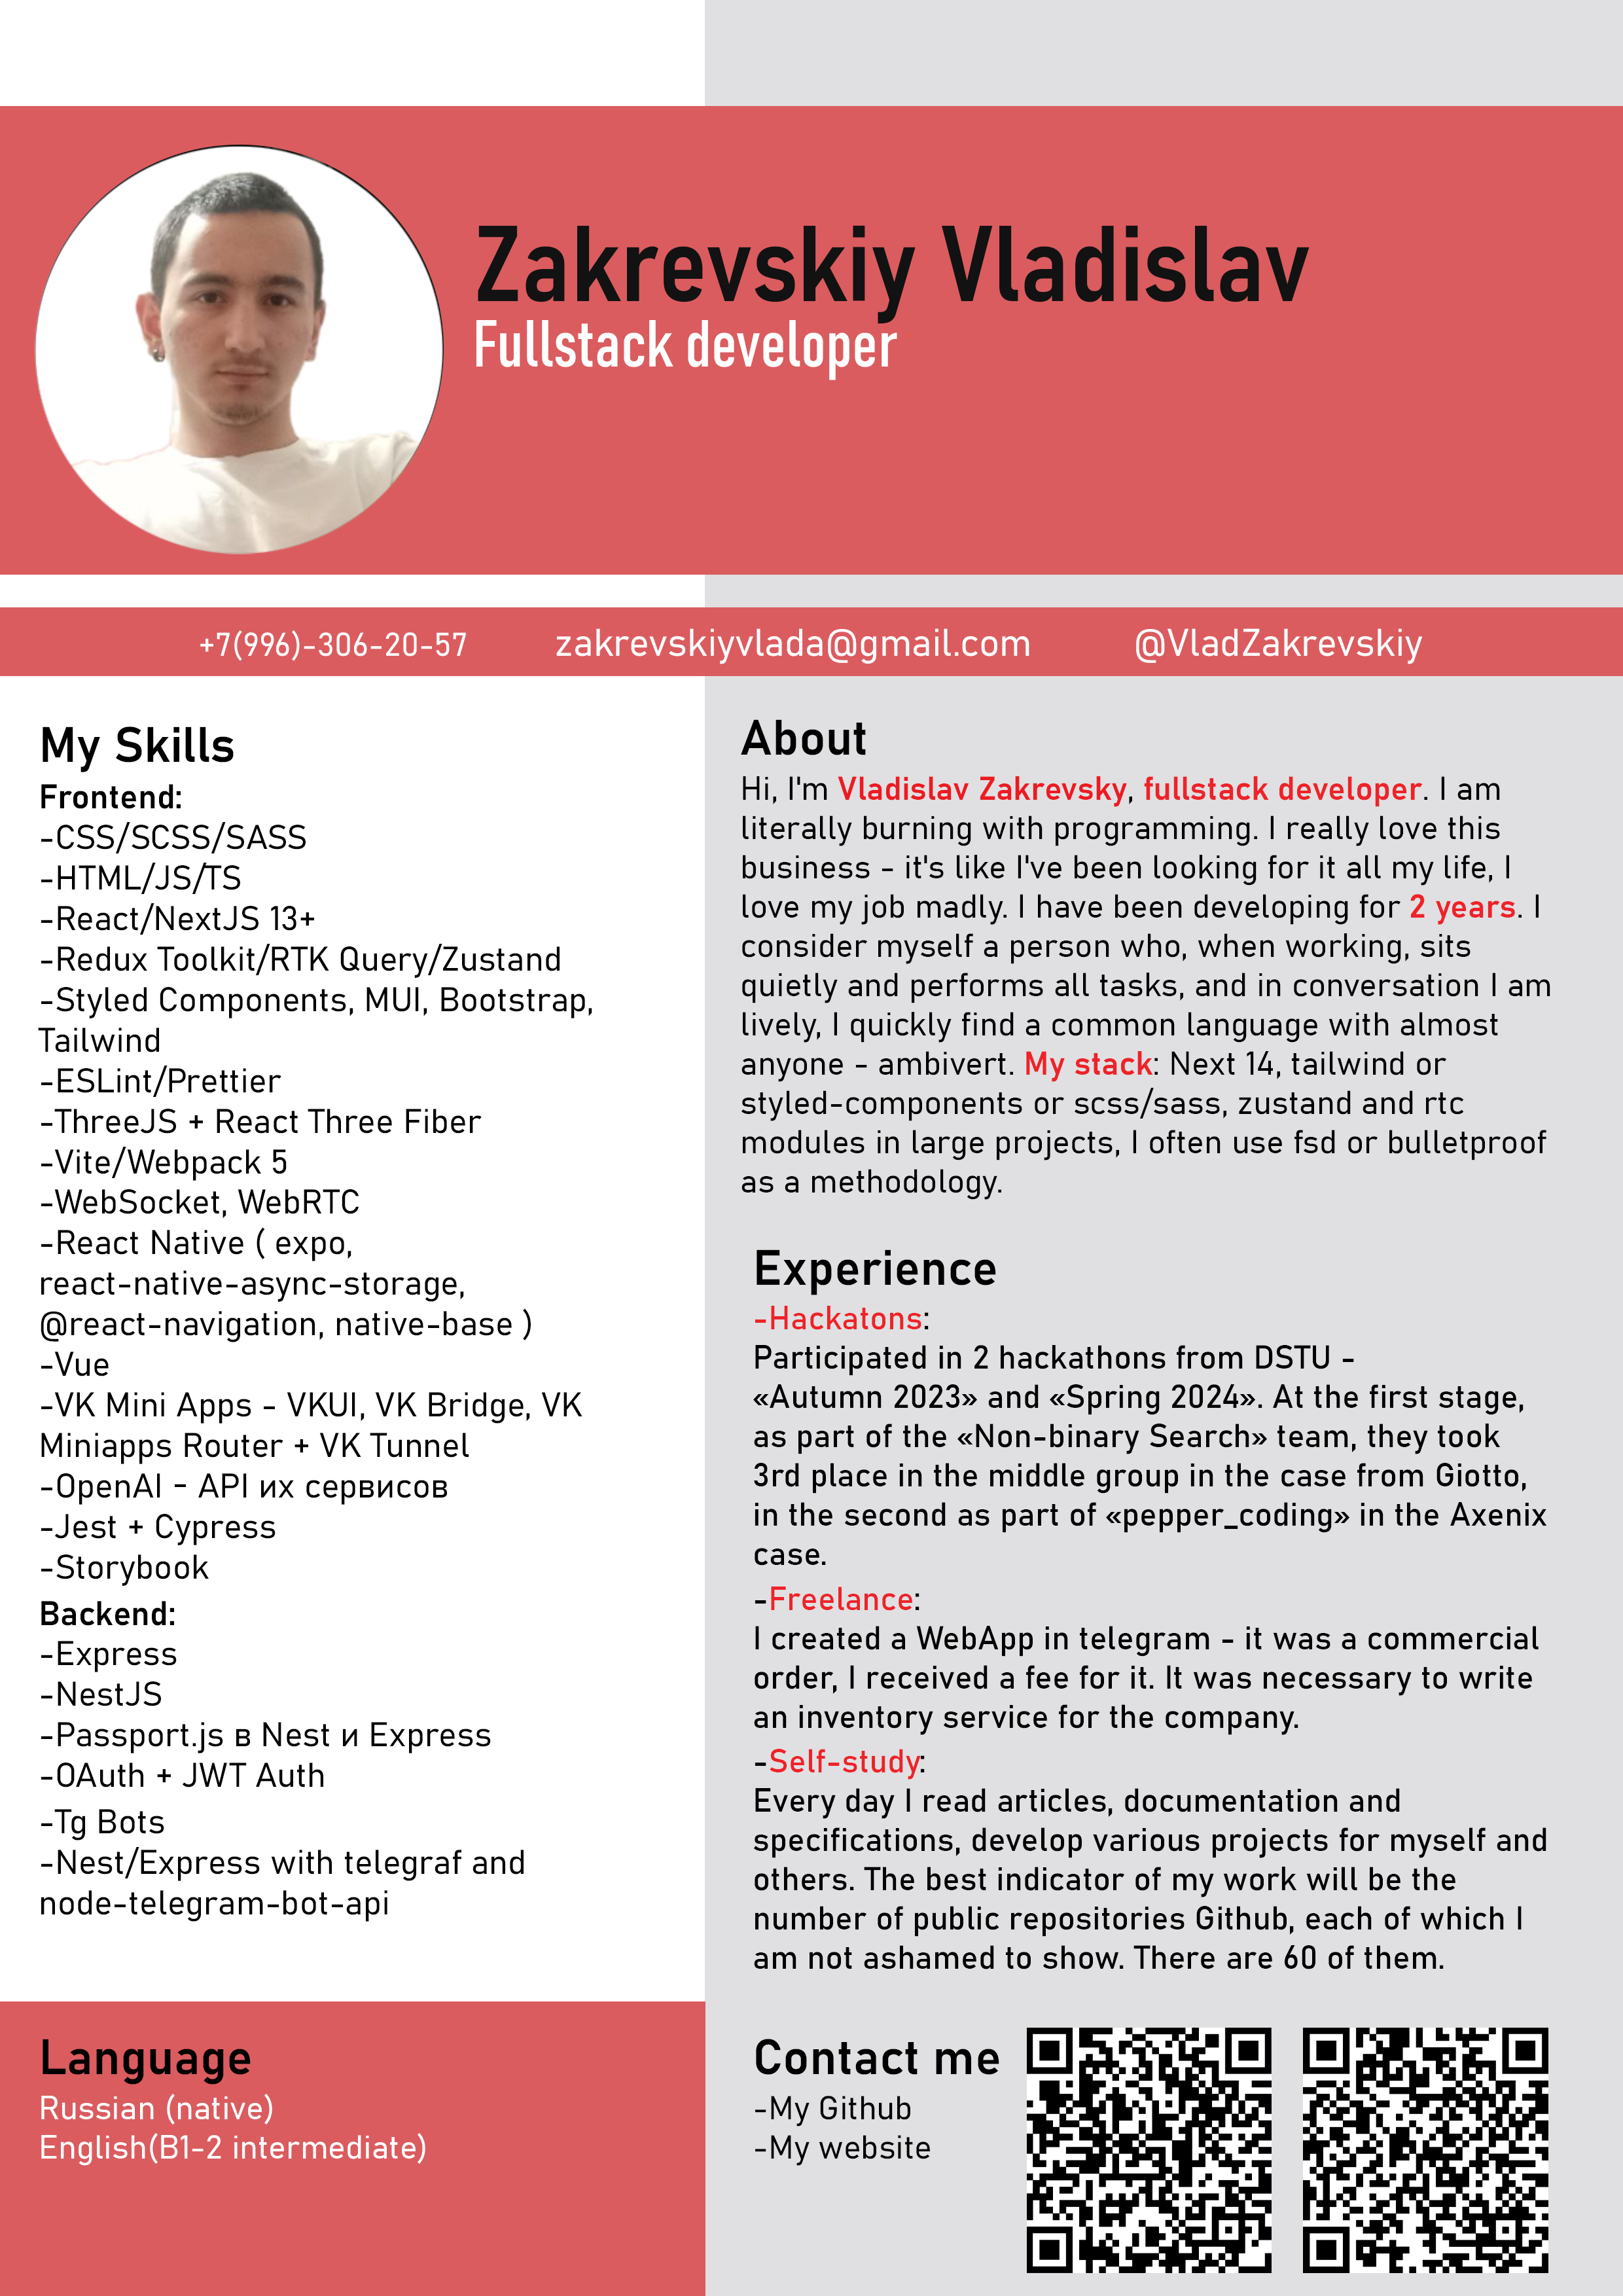 Zakrevskiy Vladislav
Fullstack developer
+7(996)-306-20-57 zakrevskiyvlada@gmail.com @VladZakrevskiy
My Skills
Frontend:
-CSS/SCSS/SASS
-HTML/JS/TS
-React/NextJS 13+
-Redux Toolkit/RTK Query/Zustand
-Styled Components, MUI, Bootstrap,
Tailwind
-ESLint/Prettier
-ThreeJS + React Three Fiber
-Vite/Webpack 5
-WebSocket, WebRTC
-React Native ( expo,
react-native-async-storage,
@react-navigation, native-base )
-Vue
-VK Mini Apps - VKUI, VK Bridge, VK
Miniapps Router + VK Tunnel
-OpenAI - API их сервисов
-Jest + Cypress
-Storybook
Backend:
-Express
-NestJS
-Passport.js в Nest и Express
-OAuth + JWT Auth
-Tg Bots
-Nest/Express with telegraf and
node-telegram-bot-api
Language
Russian (native)
English(B1-2 intermediate)
About
Hi, I'm Vladislav Zakrevsky, fullstack developer. I am
literally burning with programming. I really love this
business - it's like I've been looking for it all my life, I
love my job madly. I have been developing for 2 years. I
consider myself a person who, when working, sits
quietly and performs all tasks, and in conversation I am
lively, I quickly find a common language with almost
anyone - ambivert. My stack: Next 14, tailwind or
styled-components or scss/sass, zustand and rtc
modules in large projects, I often use fsd or bulletproof
as a methodology.
Experience
-Hackatons:
Participated in 2 hackathons from DSTU -
«Autumn 2023» and «Spring 2024». At the first stage,
as part of the «Non-binary Search» team, they took
3rd place in the middle group in the case from Giotto,
in the second as part of «pepper_coding» in the Axenix
case.
-Freelance:
I created a WebApp in telegram - it was a commercial
order, I received a fee for it. It was necessary to write
an inventory service for the company.
-Self-study:
Every day I read articles, documentation and
specifications, develop various projects for myself and
others. The best indicator of my work will be the
number of public repositories Github, each of which I
am not ashamed to show. There are 60 of them.
Contact me
-My Github
-My website